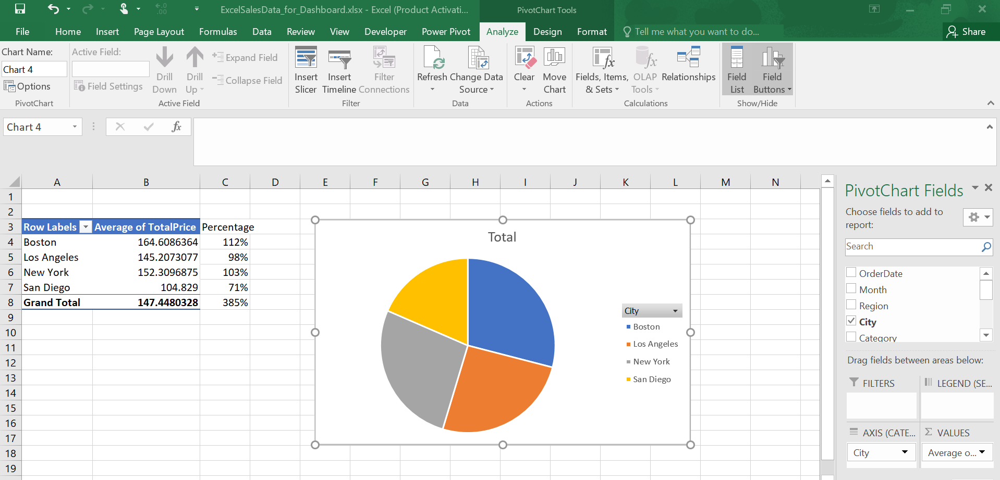 ExcelSalesData_for_Dashboard.xlsx - Excel (Product Activati...
PivotChart Tools
File Home Insert Page Layout Formulas Data Review View Developer Power Pivot Analyze Design Format Tell me what you want to do... Share
Chart Name:
Chart 4
Options
PivotChart
Active Field:
Field Settings
Drill Down
Drill Up
Expand Field
Collapse Field
Active Field
Insert Slicer
Insert Timeline
Filter Connections
Filter
Refresh
Change Data Source
Data
Clear
Move Chart
Actions
Fields, Items, & Sets
OLAP Tools
Relationships
Calculations
Field List
Field Buttons
Show/Hide
Chart 4
fx
A B C D E F G H I J K L M N
1
2
3 Row Labels Average of TotalPrice Percentage
4 Boston 164.6086364 112%
5 Los Angeles 145.2073077 98%
6 New York 152.3096875 103%
7 San Diego 104.829 71%
8 Grand Total 147.4480328 385%
9
10
11
12
13
14
15
16
17
18
19
Total
City
Boston
Los Angeles
New York
San Diego
PivotChart Fields
Choose fields to add to
report:
Search
OrderDate
Month
Region
City
Category
Drag fields between areas below:
FILTERS
LEGEND (SE...
AXIS (CATE...
City
Σ VALUES
Average o...